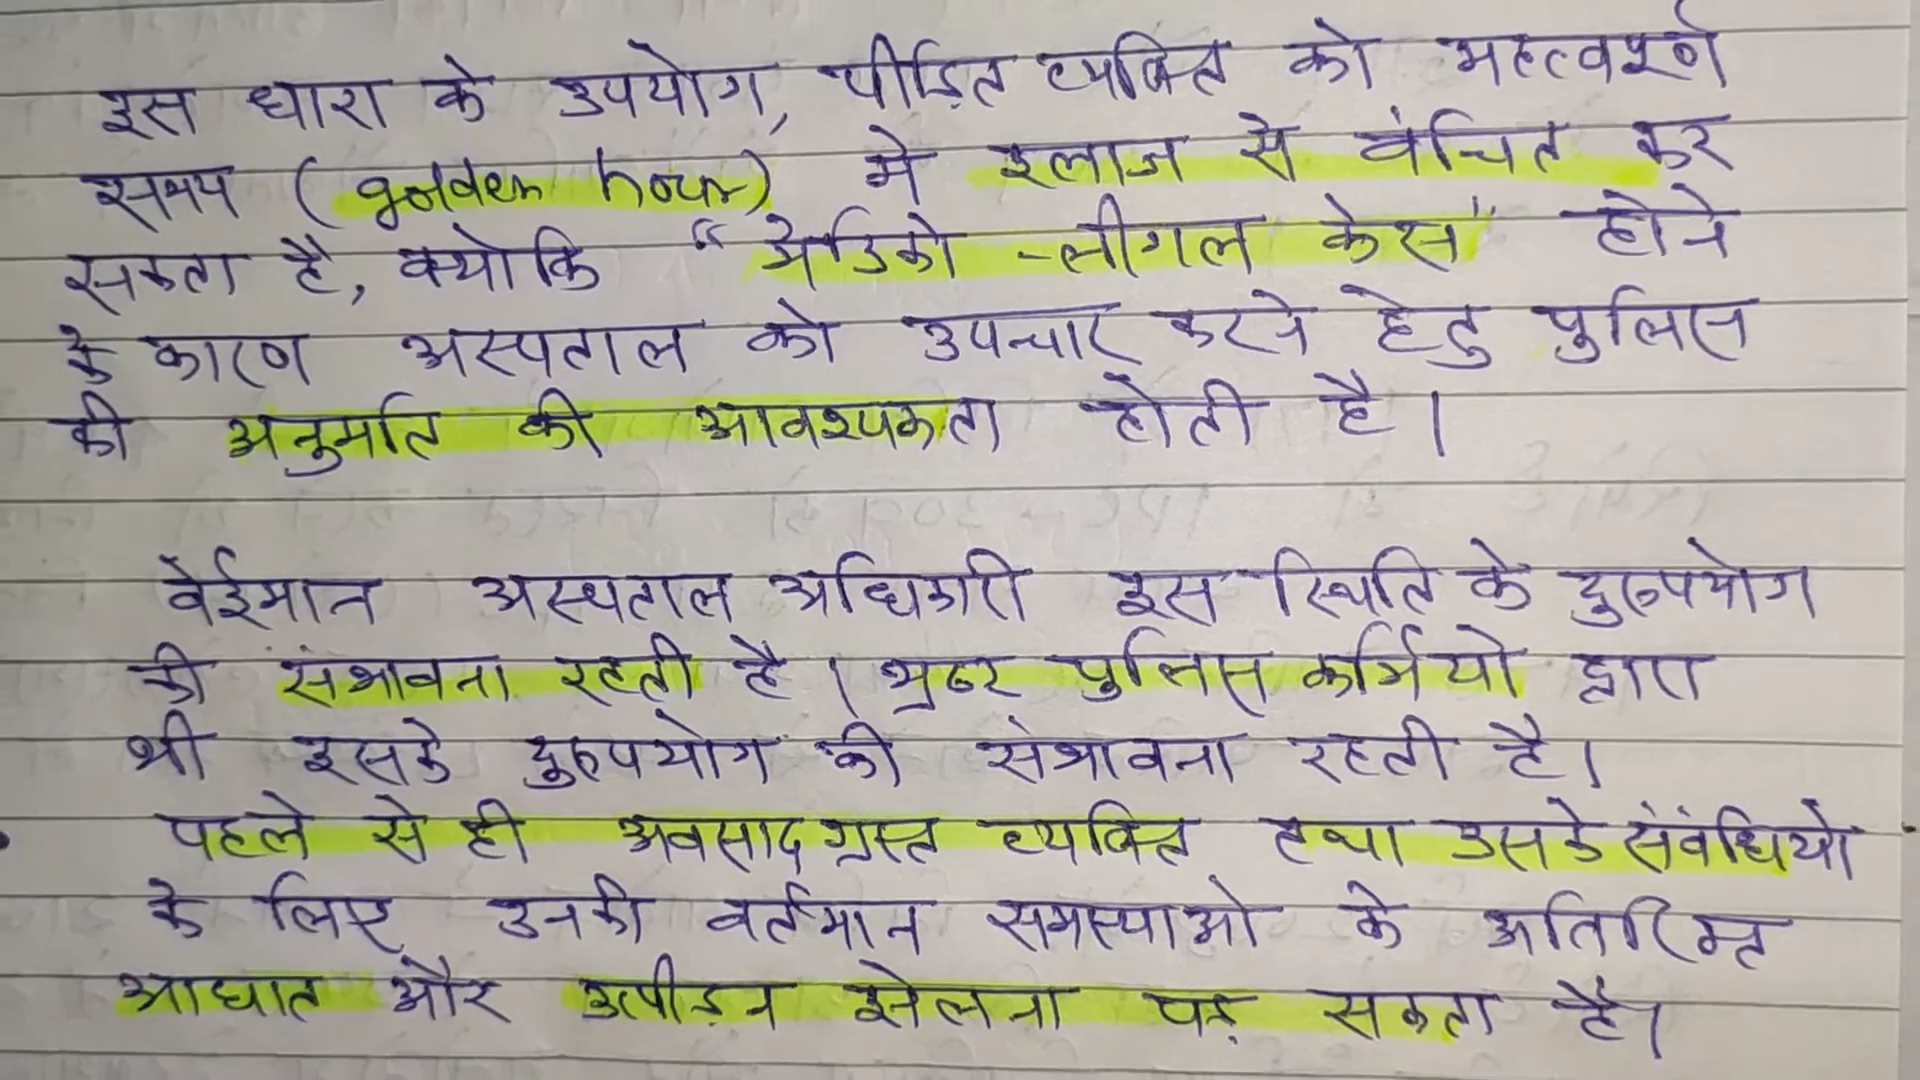 इस धारा के उपयोग, पीड़ित व्यक्ति को महत्वपूर्ण
समय (golden hour) मे इलाज से वंचित कर
सकता है, क्योकि "मेडिको -लीगल केस" होने
के कारण अस्पताल को उपचार करने हेतु पुलिस
की अनुमति की आवश्यकता होती है।
वेईमान अस्पताल अधिकारी इस स्थिति के दुरुपयोग
की संभावना रहती है। भ्रष्ट पुलिस कर्मियो द्वारा
भी इसके दुरुपयोग की संभावना रहती है।
पहले से ही अवसादग्रस्त व्यक्ति तथा उसके संवंधियो
के लिए उनकी वर्तमान समस्याओ के अतिरिक्त
आघात और उत्पीड़न झेलना पड़ सकता है।